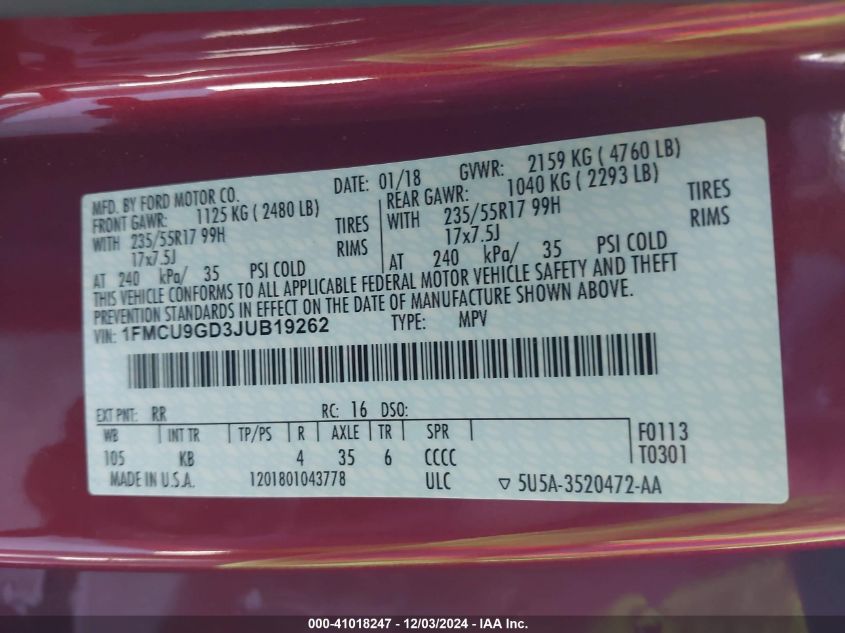 MFD. BY FORD MOTOR CO. DATE: 01/18 GVWR: 2159 KG ( 4760 LB)
FRONT GAWR: 1125 KG ( 2480 LB) REAR GAWR: 1040 KG ( 2293 LB)
WITH 235/55R17 99H TIRES WITH 235/55R17 99H TIRES
17x7.5J RIMS 17x7.5J RIMS
AT 240 kPa/ 35 PSI COLD AT 240 kPa/ 35 PSI COLD
THIS VEHICLE CONFORMS TO ALL APPLICABLE FEDERAL MOTOR VEHICLE SAFETY AND THEFT
PREVENTION STANDARDS IN EFFECT ON THE DATE OF MANUFACTURE SHOWN ABOVE.
VIN: 1FMCU9GD3JUB19262 TYPE: MPV
EXT PNT: RR RC: 16 DSO:
WB INT TR TP/PS R AXLE TR SPR F0113
105 KB 4 35 6 CCCC T0301
MADE IN U.S.A. 1201801043778 ULC ▽ 5U5A-3520472-AA
000-41018247 - 12/03/2024 - IAA Inc.